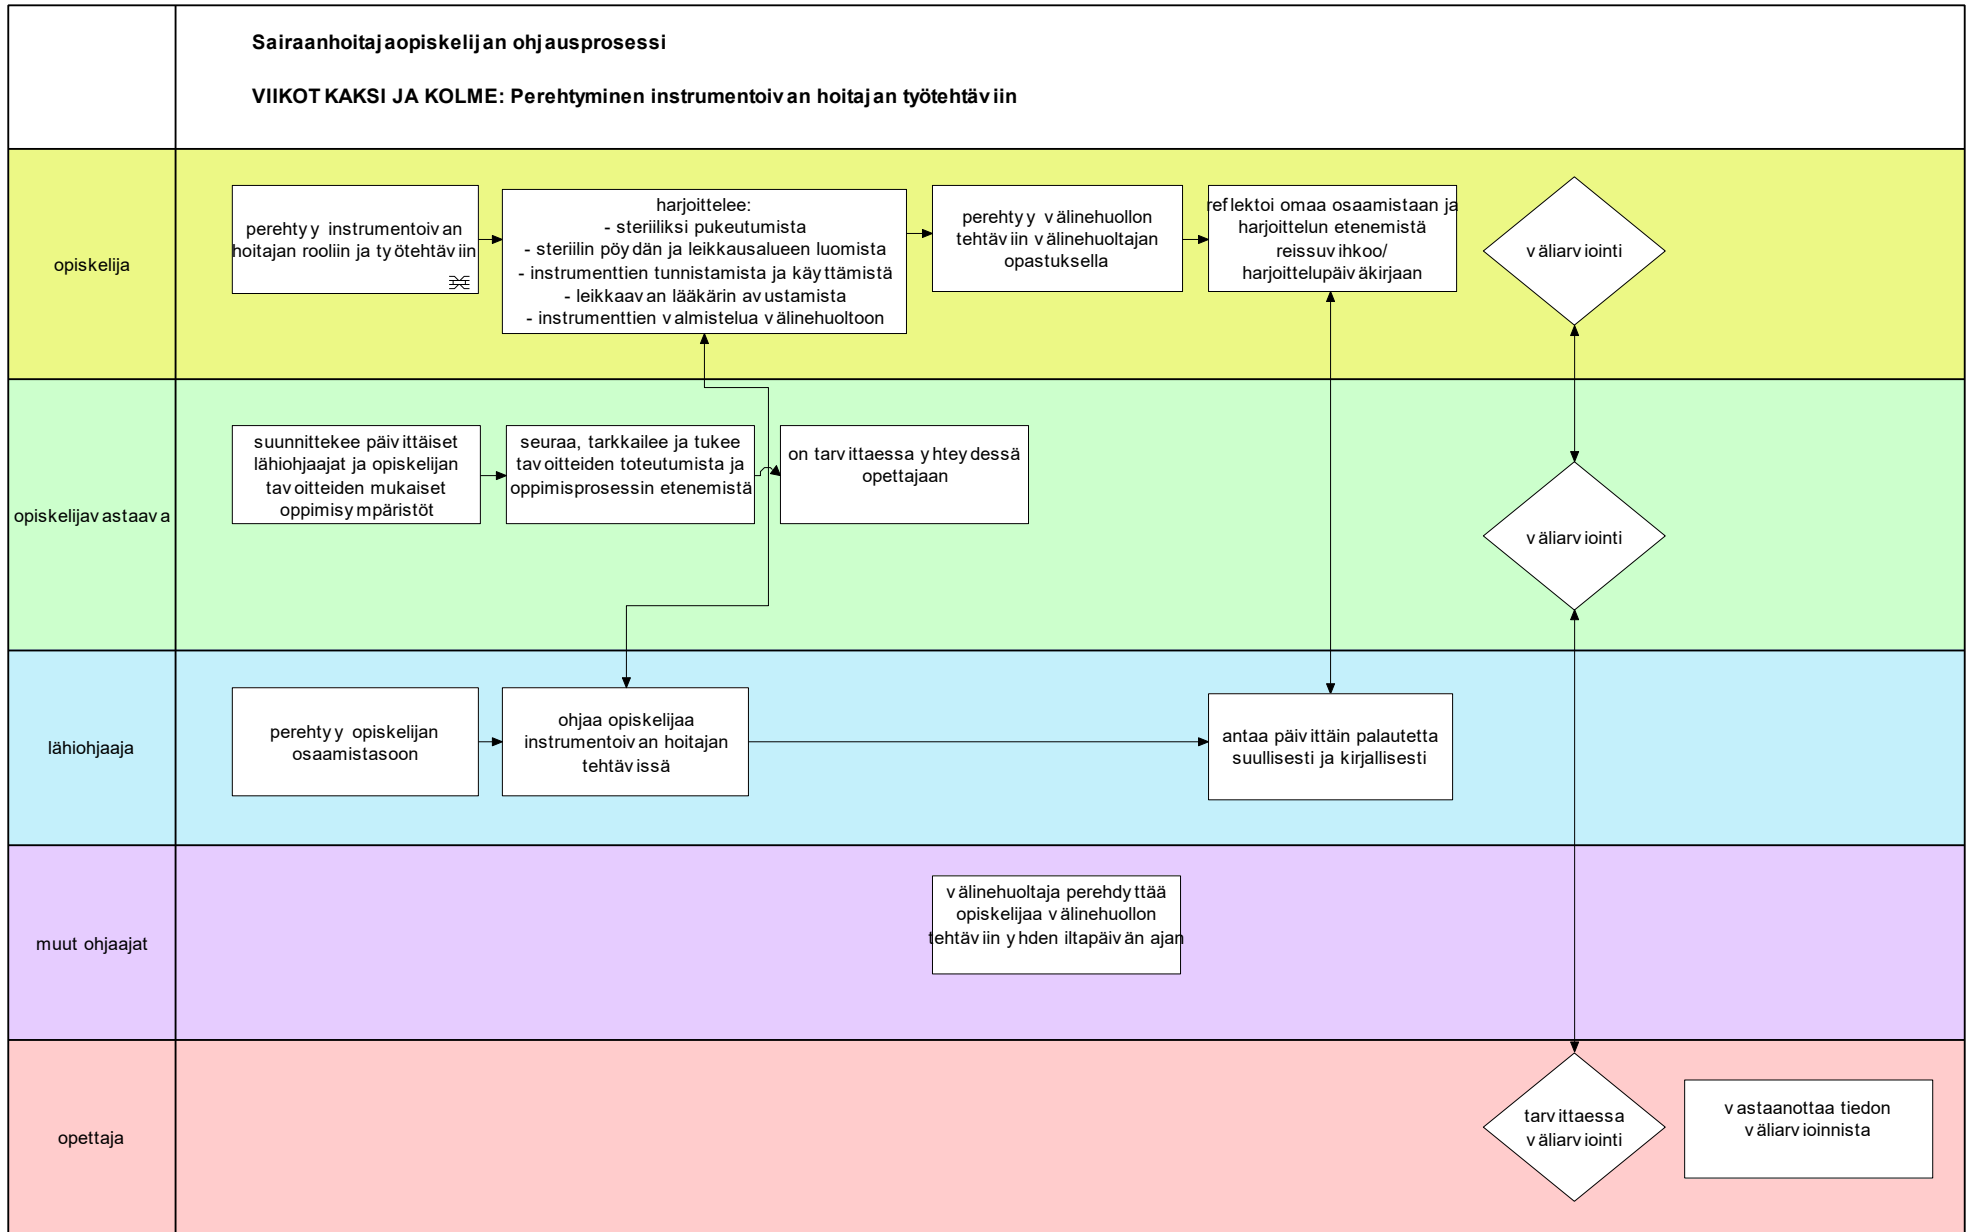 Sairaanhoitajaopiskelijan ohjausprosessi
VIIKOT KAKSI JA KOLME: Perehtyminen instrumentoivan hoitajan työtehtäviin
opiskelija
perehtyy instrumentoivan
hoitajan rooliin ja työtehtäviin
harjoittelee:
- steriiliksi pukeutumista
- steriilin pöydän ja leikkausalueen luomista
- instrumenttien tunnistamista ja käyttämistä
- leikkaavan lääkärin avustamista
- instrumenttien valmistelua välinehuoltoon
perehtyy välinehuollon
tehtäviin välinehuoltajan
opastuksella
reflektoi omaa osaamistaan ja
harjoittelun etenemistä
reissuvihkoo/
harjoittelupäiväkirjaan
väliarviointi
opiskelijavastaava
suunnittekee päivittäiset
lähiohjaajat ja opiskelijan
tavoitteiden mukaiset
oppimisympäristöt
seuraa, tarkkailee ja tukee
tavoitteiden toteutumista ja
oppimisprosessin etenemistä
on tarvittaessa yhteydessä
opettajaan
väliarviointi
lähiohjaaja
perehtyy opiskelijan
osaamistasoon
ohjaa opiskelijaa
instrumentoivan hoitajan
tehtävissä
antaa päivittäin palautetta
suullisesti ja kirjallisesti
muut ohjaajat
välinehuoltaja perehdyttää
opiskelijaa välinehuollon
tehtäviin yhden iltapäivän ajan
opettaja
tarvittaessa
väliarviointi
vastaanottaa tiedon
väliarvioinnista